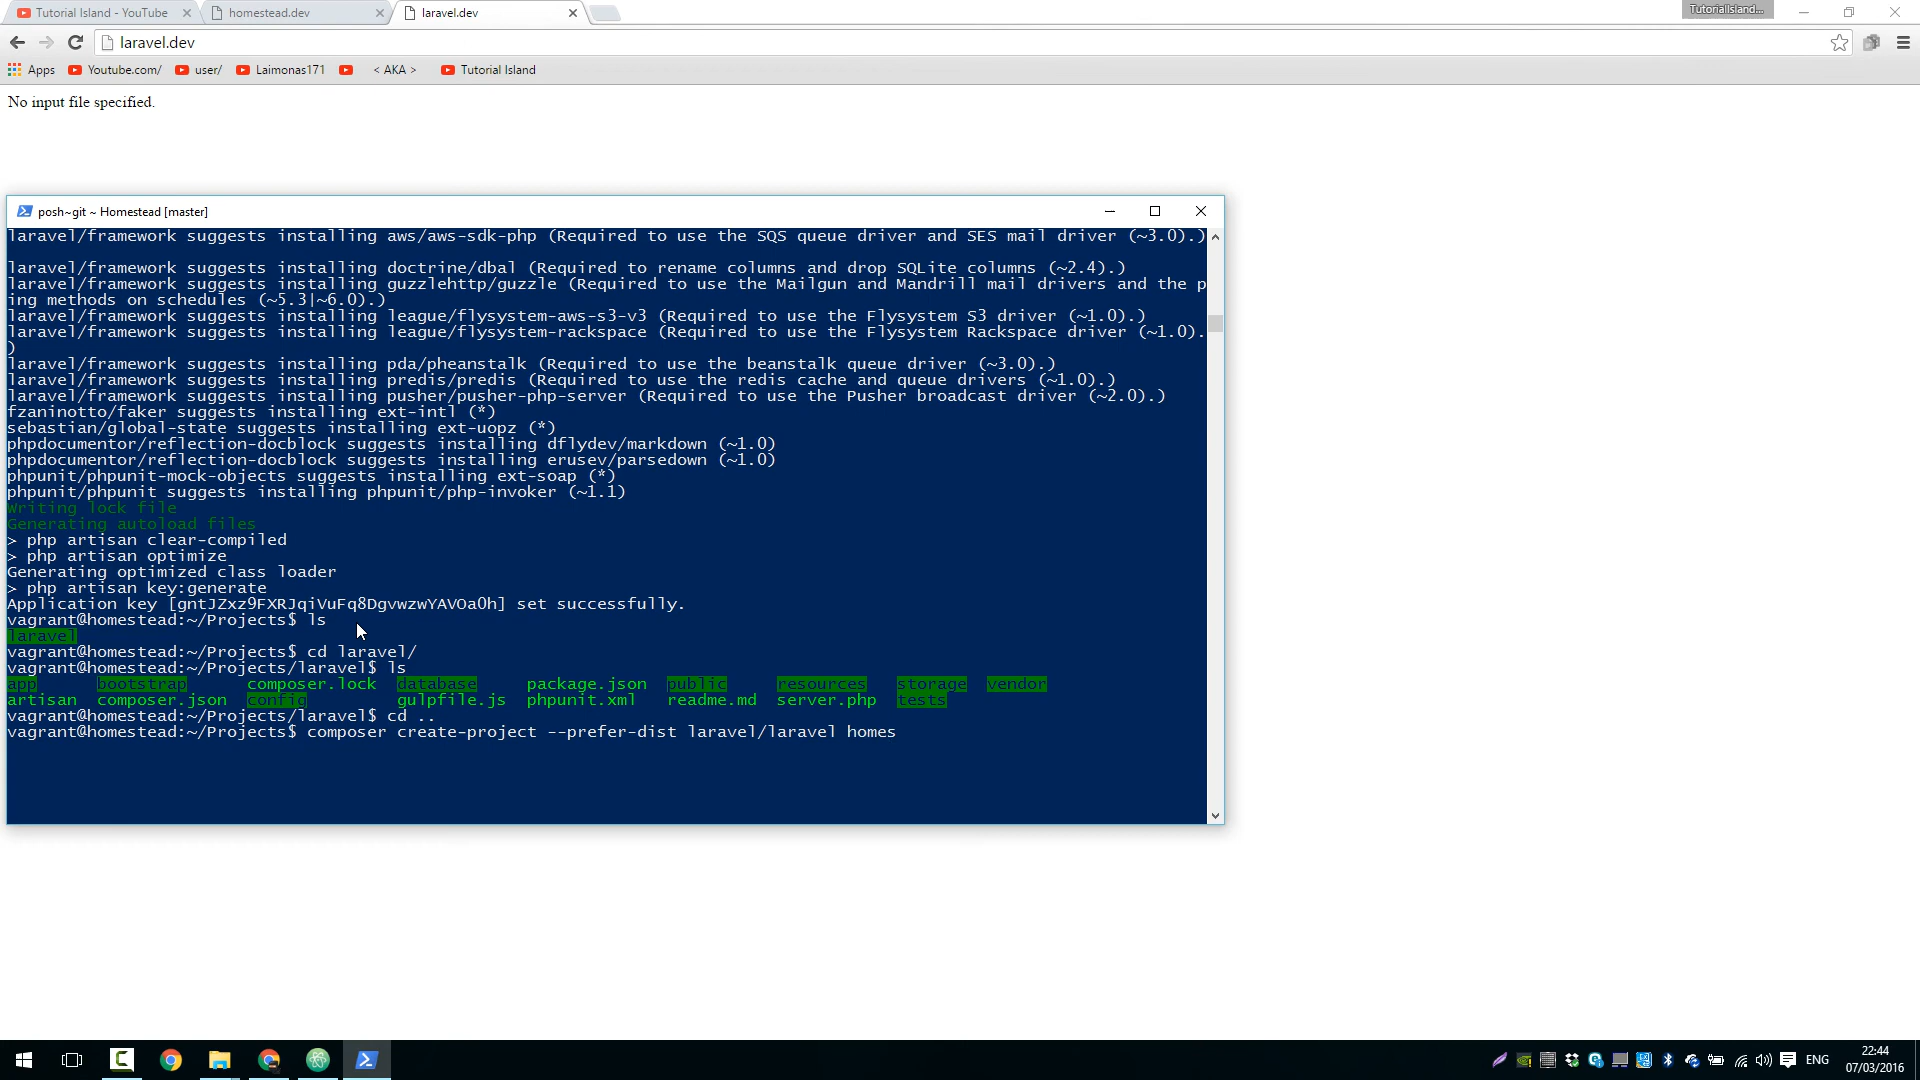 Tutorial Island - YouTube
homestead.dev
laravel.dev
TutorialIsland...
laravel.dev
Apps
Youtube.com/
user/
Laimonas171
< AKA >
Tutorial Island
No input file specified.
posh~git ~ Homestead [master]
laravel/framework suggests installing aws/aws-sdk-php (Required to use the SQS queue driver and SES mail driver (~3.0).)
laravel/framework suggests installing doctrine/dbal (Required to rename columns and drop SQLite columns (~2.4).)
laravel/framework suggests installing guzzlehttp/guzzle (Required to use the Mailgun and Mandrill mail drivers and the p
ing methods on schedules (~5.3|~6.0).)
laravel/framework suggests installing league/flysystem-aws-s3-v3 (Required to use the Flysystem S3 driver (~1.0).)
laravel/framework suggests installing league/flysystem-rackspace (Required to use the Flysystem Rackspace driver (~1.0).
)
laravel/framework suggests installing pda/pheanstalk (Required to use the beanstalk queue driver (~3.0).)
laravel/framework suggests installing predis/predis (Required to use the redis cache and queue drivers (~1.0).)
laravel/framework suggests installing pusher/pusher-php-server (Required to use the Pusher broadcast driver (~2.0).)
fzaninotto/faker suggests installing ext-intl (*)
sebastian/global-state suggests installing ext-uopz (*)
phpdocumentor/reflection-docblock suggests installing dflydev/markdown (~1.0)
phpdocumentor/reflection-docblock suggests installing erusev/parsedown (~1.0)
phpunit/phpunit-mock-objects suggests installing ext-soap (*)
phpunit/phpunit suggests installing phpunit/php-invoker (~1.1)
Writing lock file
Generating autoload files
> php artisan clear-compiled
> php artisan optimize
Generating optimized class loader
> php artisan key:generate
Application key [gntJZxz9FXRJqiVuFq8DgvwzwYAVOa0h] set successfully.
vagrant@homestead:~/Projects$ ls
laravel
vagrant@homestead:~/Projects$ cd laravel/
vagrant@homestead:~/Projects/laravel$ ls
app bootstrap composer.lock database package.json public resources storage vendor
artisan composer.json config gulpfile.js phpunit.xml readme.md server.php tests
vagrant@homestead:~/Projects/laravel$ cd ..
vagrant@homestead:~/Projects$ composer create-project --prefer-dist laravel/laravel homes
ENG
22:44
07/03/2016